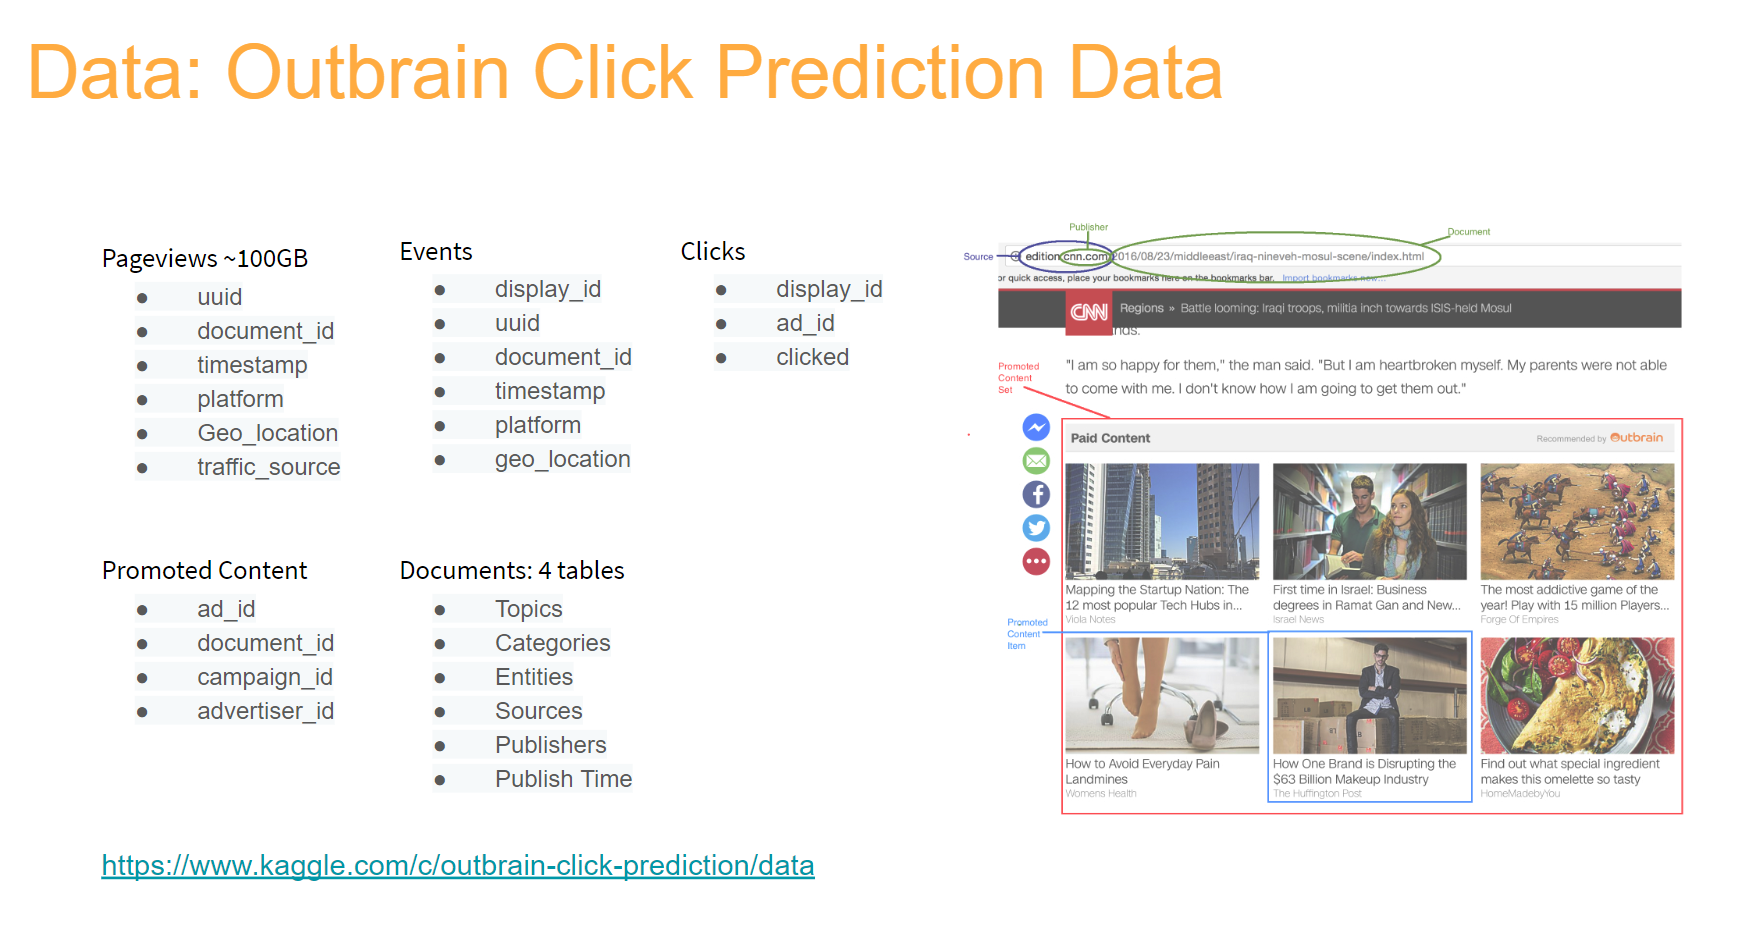 Data: Outbrain Click Prediction Data
Pageviews ~100GB
● uuid
● document_id
● timestamp
● platform
● Geo_location
● traffic_source
Events
● display_id
● uuid
● document_id
● timestamp
● platform
● geo_location
Clicks
● display_id
● ad_id
● clicked
Promoted Content
● ad_id
● document_id
● campaign_id
● advertiser_id
Documents: 4 tables
● Topics
● Categories
● Entities
● Sources
● Publishers
● Publish Time
https://www.kaggle.com/c/outbrain-click-prediction/data
Publisher
Document
Source
edition.cnn.com/2016/08/23/middleeast/iraq-nineveh-mosul-scene/index.html
or quick access, place your bookmarks here on the bookmarks bar. Import bookmarks now...
CNN
Regions » Battle looming: Iraqi troops, militia inch towards ISIS-held Mosul
nds.
"I am so happy for them," the man said. "But I am heartbroken myself. My parents were not able
to come with me. I don't know how I am going to get them out."
Promoted
Content
Set
Paid Content
Recommended by Outbrain
Mapping the Startup Nation: The
12 most popular Tech Hubs in...
Viola Notes
First time in Israel: Business
degrees in Ramat Gan and New...
Israel News
The most addictive game of the
year! Play with 15 million Players...
Forge Of Empires
Promoted
Content
Item
How to Avoid Everyday Pain
Landmines
Womens Health
How One Brand is Disrupting the
$63 Billion Makeup Industry
The Huffington Post
Find out what special ingredient
makes this omelette so tasty
HomeMadebyYou